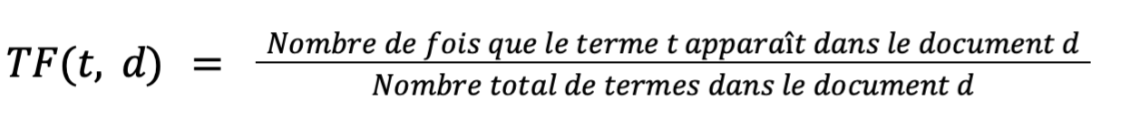 TF(t, d) = Nombre de fois que le terme t apparaît dans le document d
Nombre total de termes dans le document d